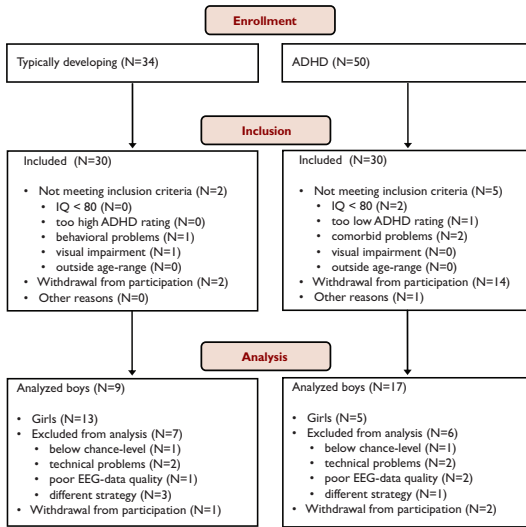 Enrollment
Typically developing (N=34)
ADHD (N=50)
Inclusion
Included (N=30)
• Not meeting inclusion criteria (N=2)
• IQ < 80 (N=0)
• too high ADHD rating (N=0)
• behavioral problems (N=1)
• visual impairment (N=1)
• outside age-range (N=0)
• Withdrawal from participation (N=2)
• Other reasons (N=0)
Included (N=30)
• Not meeting inclusion criteria (N=5)
• IQ < 80 (N=2)
• too low ADHD rating (N=1)
• comorbid problems (N=2)
• visual impairment (N=0)
• outside age-range (N=0)
• Withdrawal from participation (N=14)
• Other reasons (N=1)
Analysis
Analyzed boys (N=9)
• Girls (N=13)
• Excluded from analysis (N=7)
• below chance-level (N=1)
• technical problems (N=2)
• poor EEG-data quality (N=1)
• different strategy (N=3)
• Withdrawal from participation (N=1)
Analyzed boys (N=17)
• Girls (N=5)
• Excluded from analysis (N=6)
• below chance-level (N=1)
• technical problems (N=2)
• poor EEG-data quality (N=2)
• different strategy (N=1)
• Withdrawal from participation (N=2)